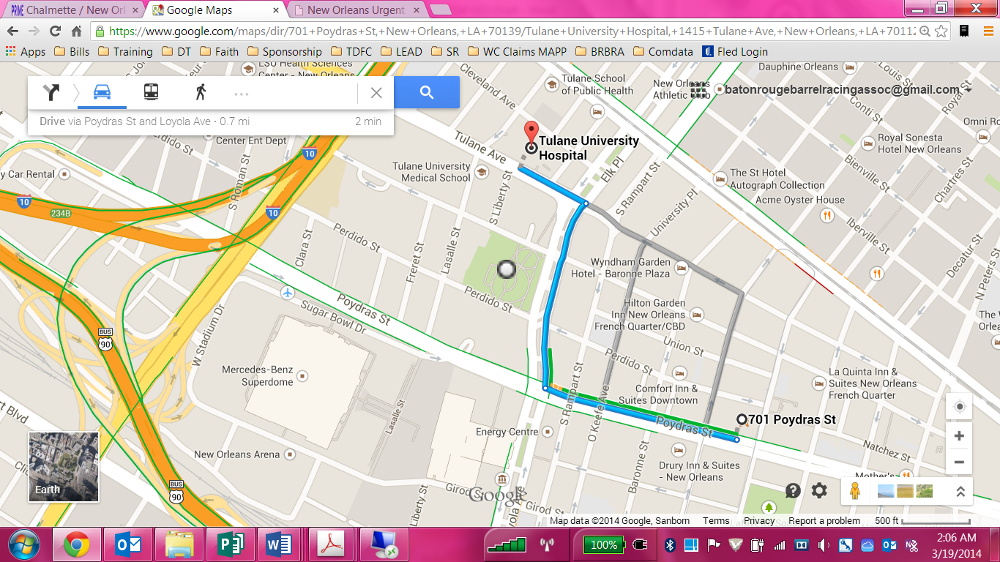 PRIME Chalmette / New Orl
Google Maps
New Orleans Urgent
https://www.google.com/maps/dir/701+Poydras+St,+New+Orleans,+LA+70139/Tulane+University+Hospital,+1415+Tulane+Ave,+New+Orleans,+LA+70112
Apps
Bills
Training
DT
Faith
Sponsorship
TDFC
LEAD
SR
WC Claims MAPP
BRBRA
Comdata
Fled Login
LSU Health Sciences
Center - New Orleans
Cleveland Ave
Tulane School
of Public Health
New Orleans
Athletic Club
Dauphine Orleans
St Louis St
batonrougebarrelracingassoc@gmail.com
Royal St
Conti St
Omni Ro
Drive via Poydras St and Loyola Ave · 0.7 mi
2 min
Center Ent Dept
Perdido St
Tulane Ave
Tulane University
Hospital
Royal Sonesta
Hotel New Orleans
10
y Car Rental
S Roman St
Tulane University
Medical School
Elk Pl
S Rampart St
Bienville St
Chartres St
The St Hotel
Autograph Collection
Acme Oyster House
10
234B
10
S Liberty St
University Pl
Iberville St
Perdido St
Clara St
Freret St
Lasalle St
Wyndham Garden
Hotel - Baronne Plaza
Decatur St
N Peters St
Perdido St
Poydras St
Sugar Bowl Dr
Hilton Garden
Inn New Orleans
French Quarter/CBD
The W
BUS
90
W Stadium Dr
Union St
Perdido St
Mercedes-Benz
Superdome
S Rampart St
O Keefe Ave
Comfort Inn &
Suites Downtown
La Quinta Inn &
Suites New Orleans
French Quarter
Lasalle St
701 Poydras St
Poydras St
Energy Centre
Natchez St
New Orleans Arena
Baronne St
Drury Inn & Suites
- New Orleans
Mother's
Earth
BUS
90
Girod St
Liberty St
Google
Girod St
Map data ©2014 Google, Sanborn
Terms
Privacy
Report a problem
500 ft
100%
2:06 AM
3/19/2014